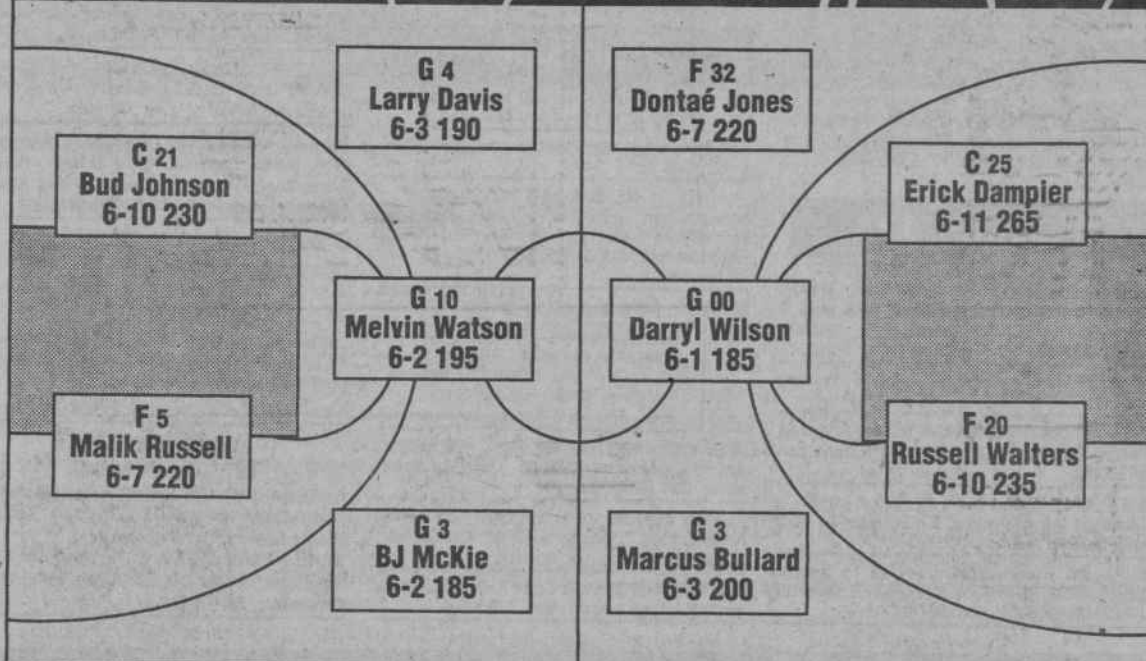 G 4
Larry Davis
6-3 190
F 32
Dontaé Jones
6-7 220
C 21
Bud Johnson
6-10 230
C 25
Erick Dampier
6-11 265
G 10
Melvin Watson
6-2 195
G 00
Darryl Wilson
6-1 185
F 5
Malik Russell
6-7 220
F 20
Russell Walters
6-10 235
G 3
BJ McKie
6-2 185
G 3
Marcus Bullard
6-3 200